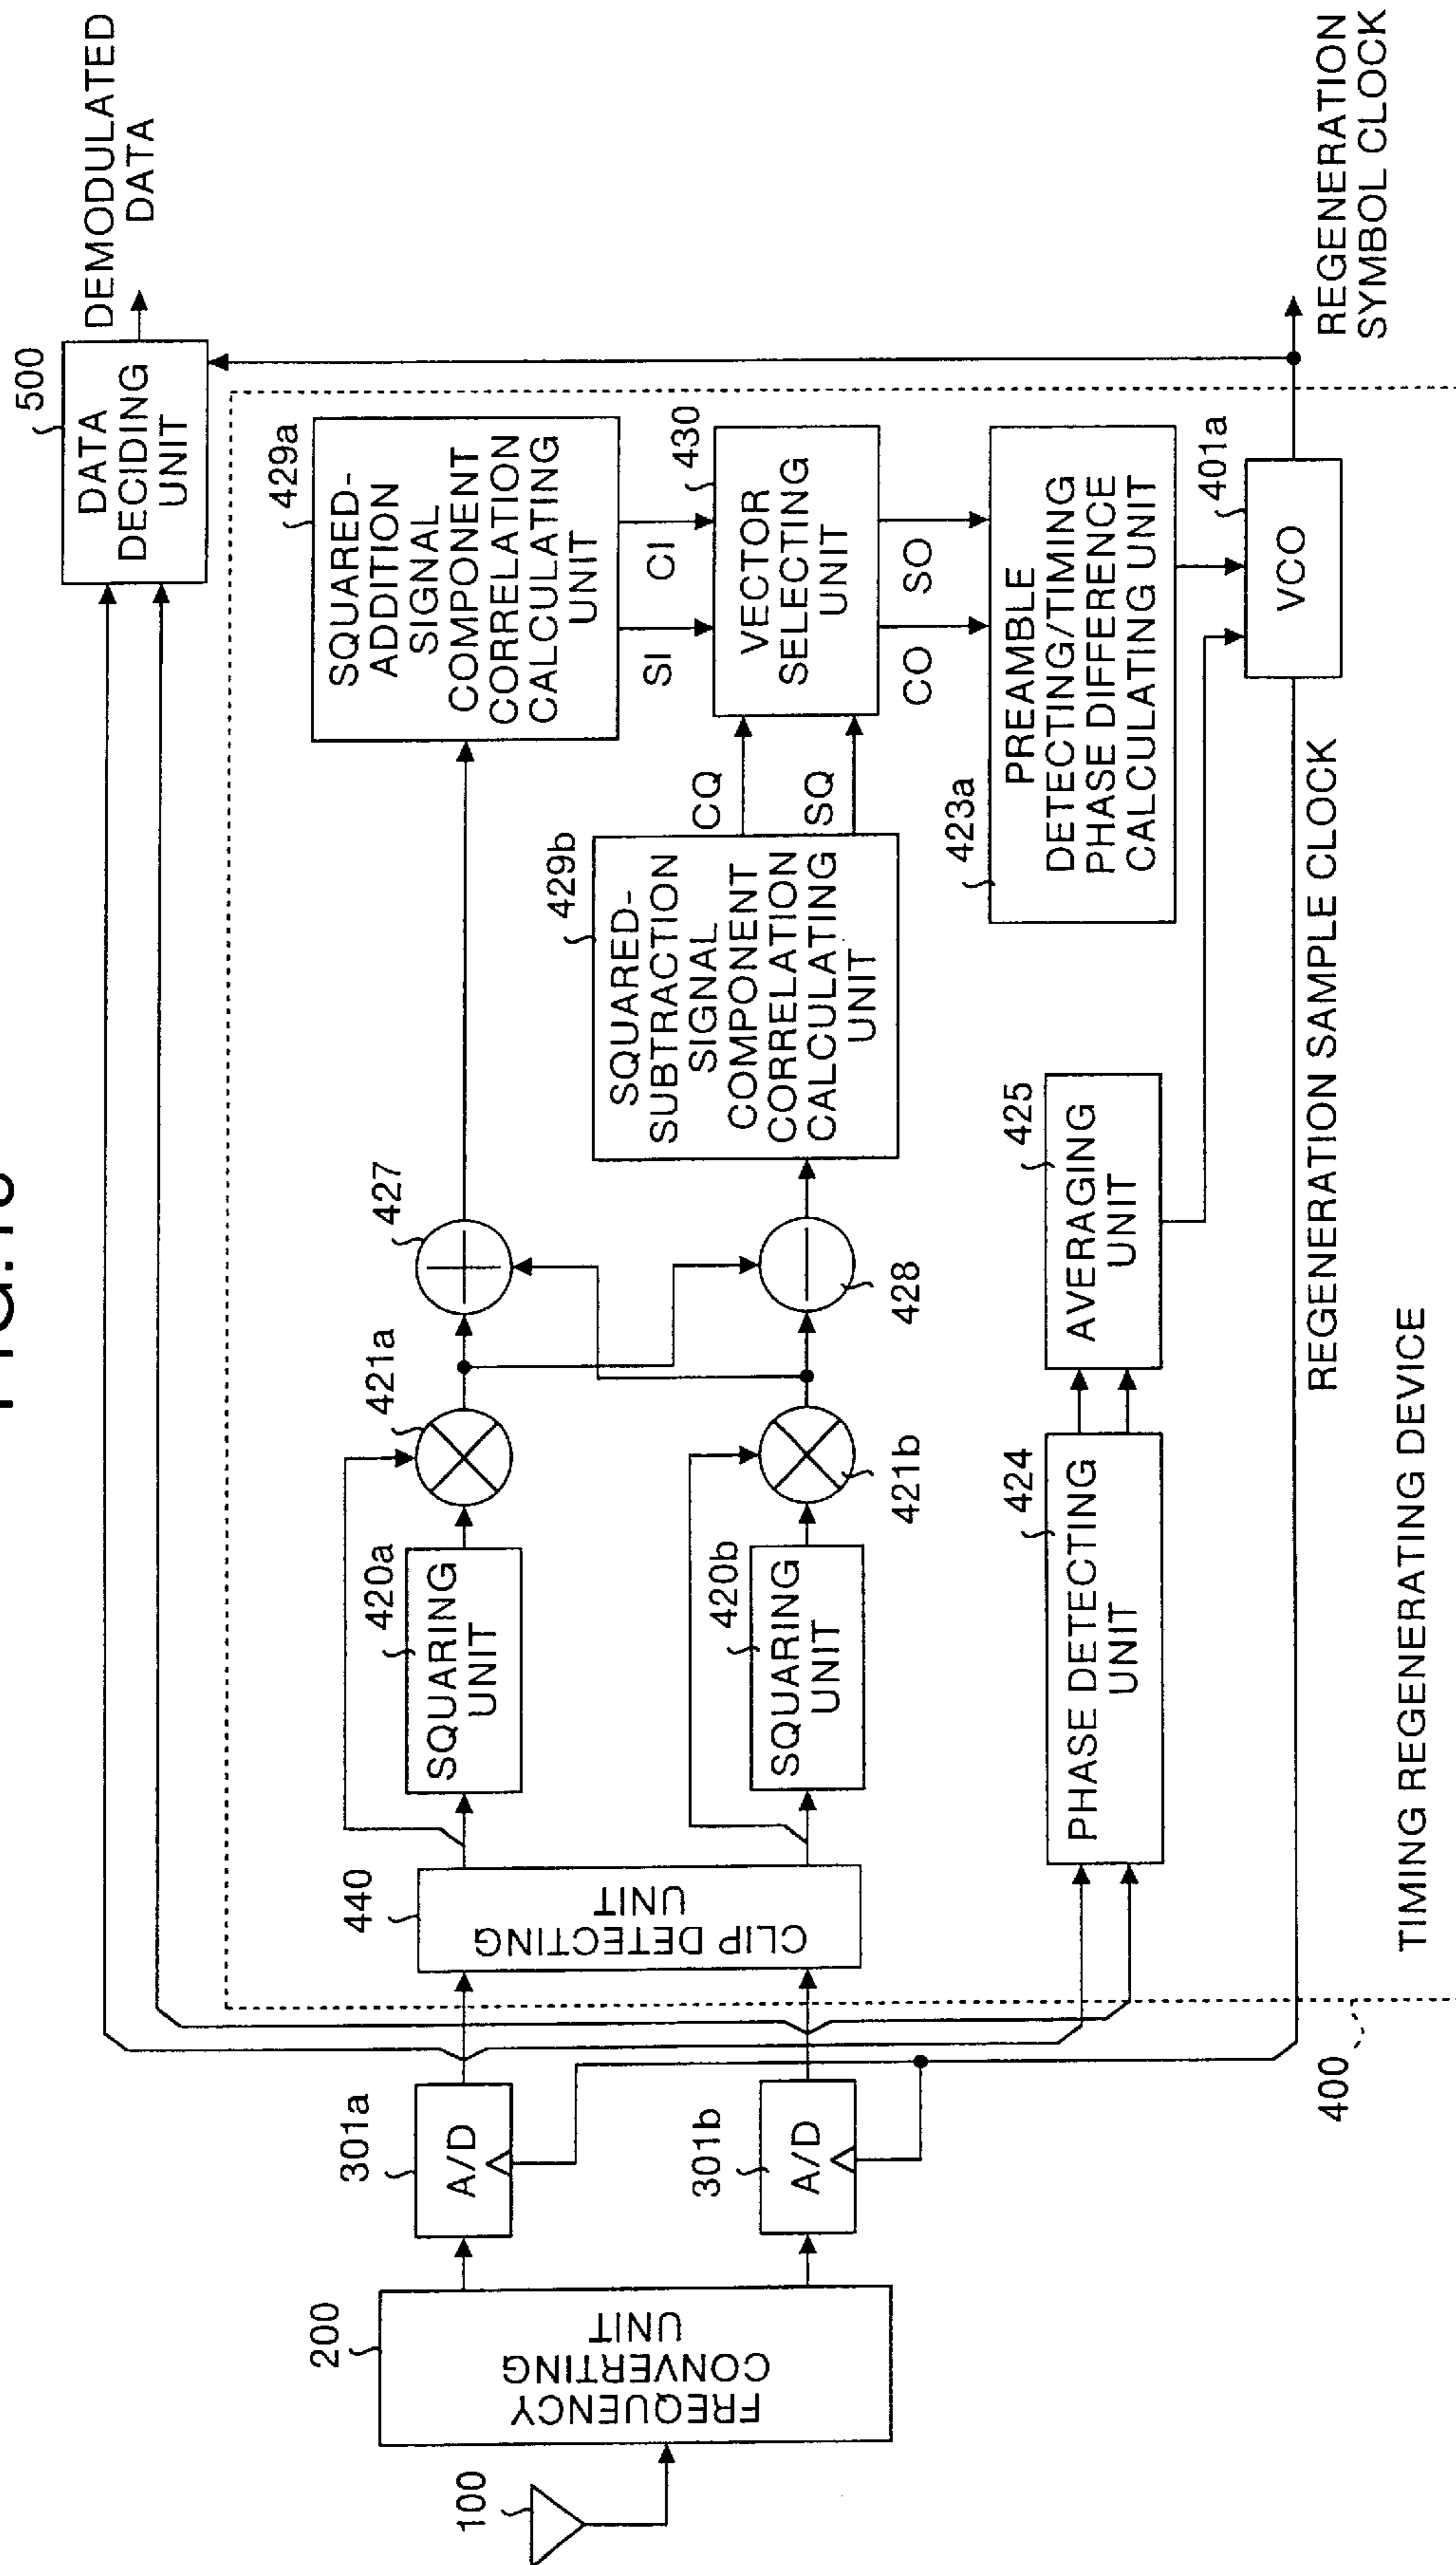 100
200
FREQUENCY
CONVERTING
UNIT
301a
A/D
301b
A/D
400
440
CLIP DETECTING
UNIT
420a
SQUARING
UNIT
420b
SQUARING
UNIT
421a
421b
427
428
424
PHASE DETECTING
UNIT
425
AVERAGING
UNIT
429b
SQUARED-
SUBTRACTION
SIGNAL
COMPONENT
CORRELATION
CALCULATING
UNIT
CQ
SQ
429a
SQUARED-
ADDITION
SIGNAL
COMPONENT
CORRELATION
CALCULATING
UNIT
SI
CI
430
VECTOR
SELECTING
UNIT
CO
SO
423a
PREAMBLE
DETECTING/TIMING
PHASE DIFFERENCE
CALCULATING UNIT
401a
VCO
500
DATA
DECIDING
UNIT
DEMODULATED
DATA
REGENERATION
SYMBOL CLOCK
REGENERATION SAMPLE CLOCK
TIMING REGENERATING DEVICE